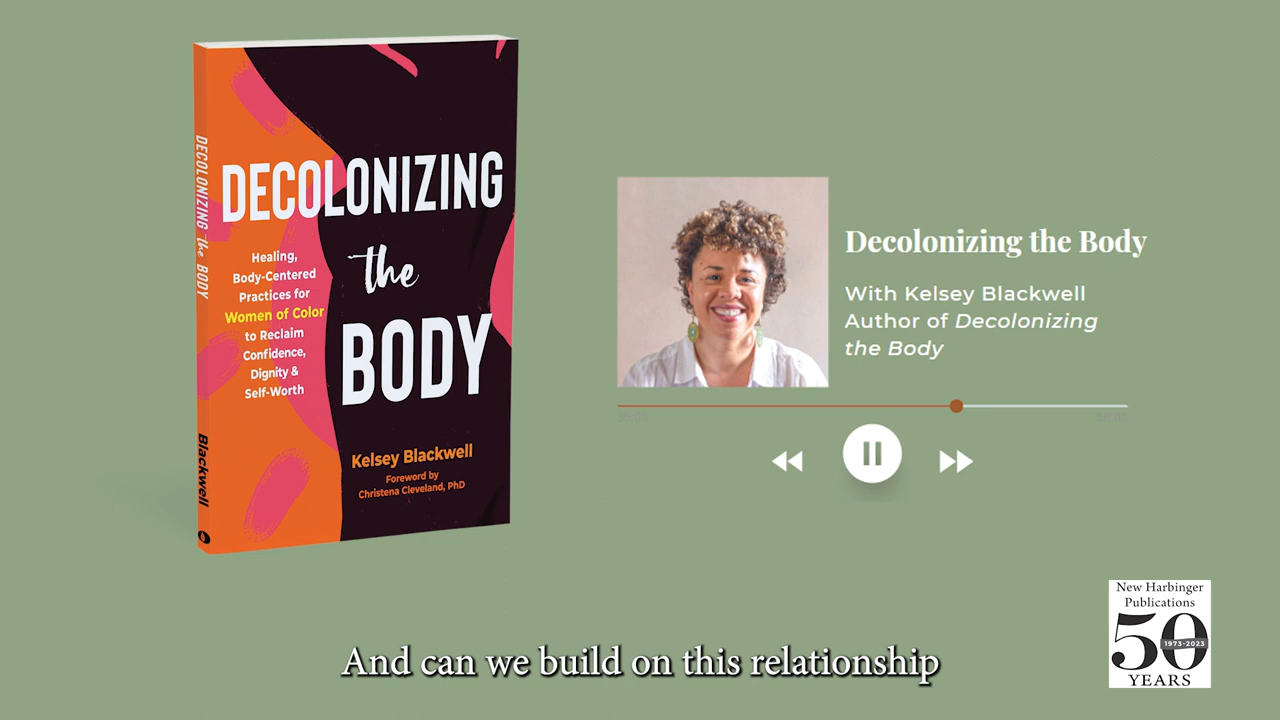 DECOLONIZING the BODY
Blackwell
DECOLONIZING
the
BODY
Healing,
Body-Centered
Practices for
Women of Color
to Reclaim
Confidence,
Dignity &
Self-Worth
Kelsey Blackwell
Foreword by
Christena Cleveland, PhD
Decolonizing the Body
With Kelsey Blackwell
Author of Decolonizing
the Body
New Harbinger
Publications
50
1973-2023
YEARS
And can we build on this relationship